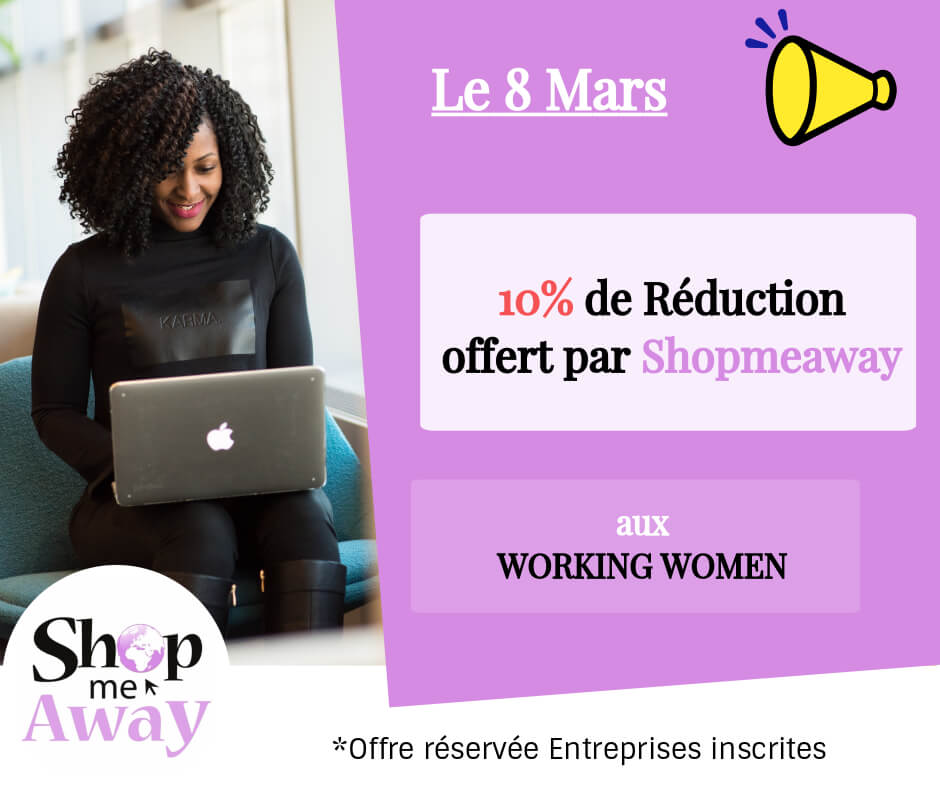 Le 8 Mars
10% de Réduction
offert par Shopmeaway
aux
WORKING WOMEN
KARMA.
Shop
me
Away
*Offre réservée Entreprises inscrites